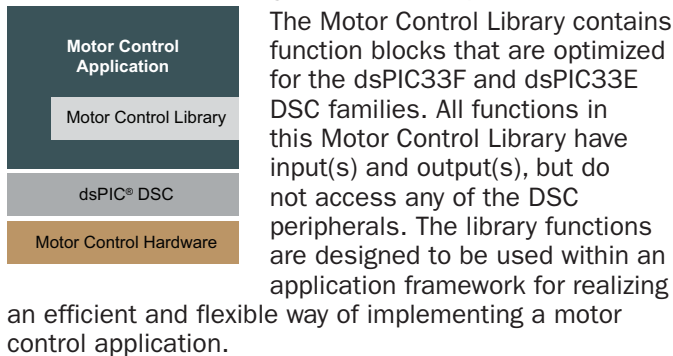 Motor Control
Application
Motor Control Library
dsPIC® DSC
Motor Control Hardware
The Motor Control Library contains
function blocks that are optimized
for the dsPIC33F and dsPIC33E
DSC families. All functions in
this Motor Control Library have
input(s) and output(s), but do
not access any of the DSC
peripherals. The library functions
are designed to be used within an
application framework for realizing
an efficient and flexible way of implementing a motor
control application.